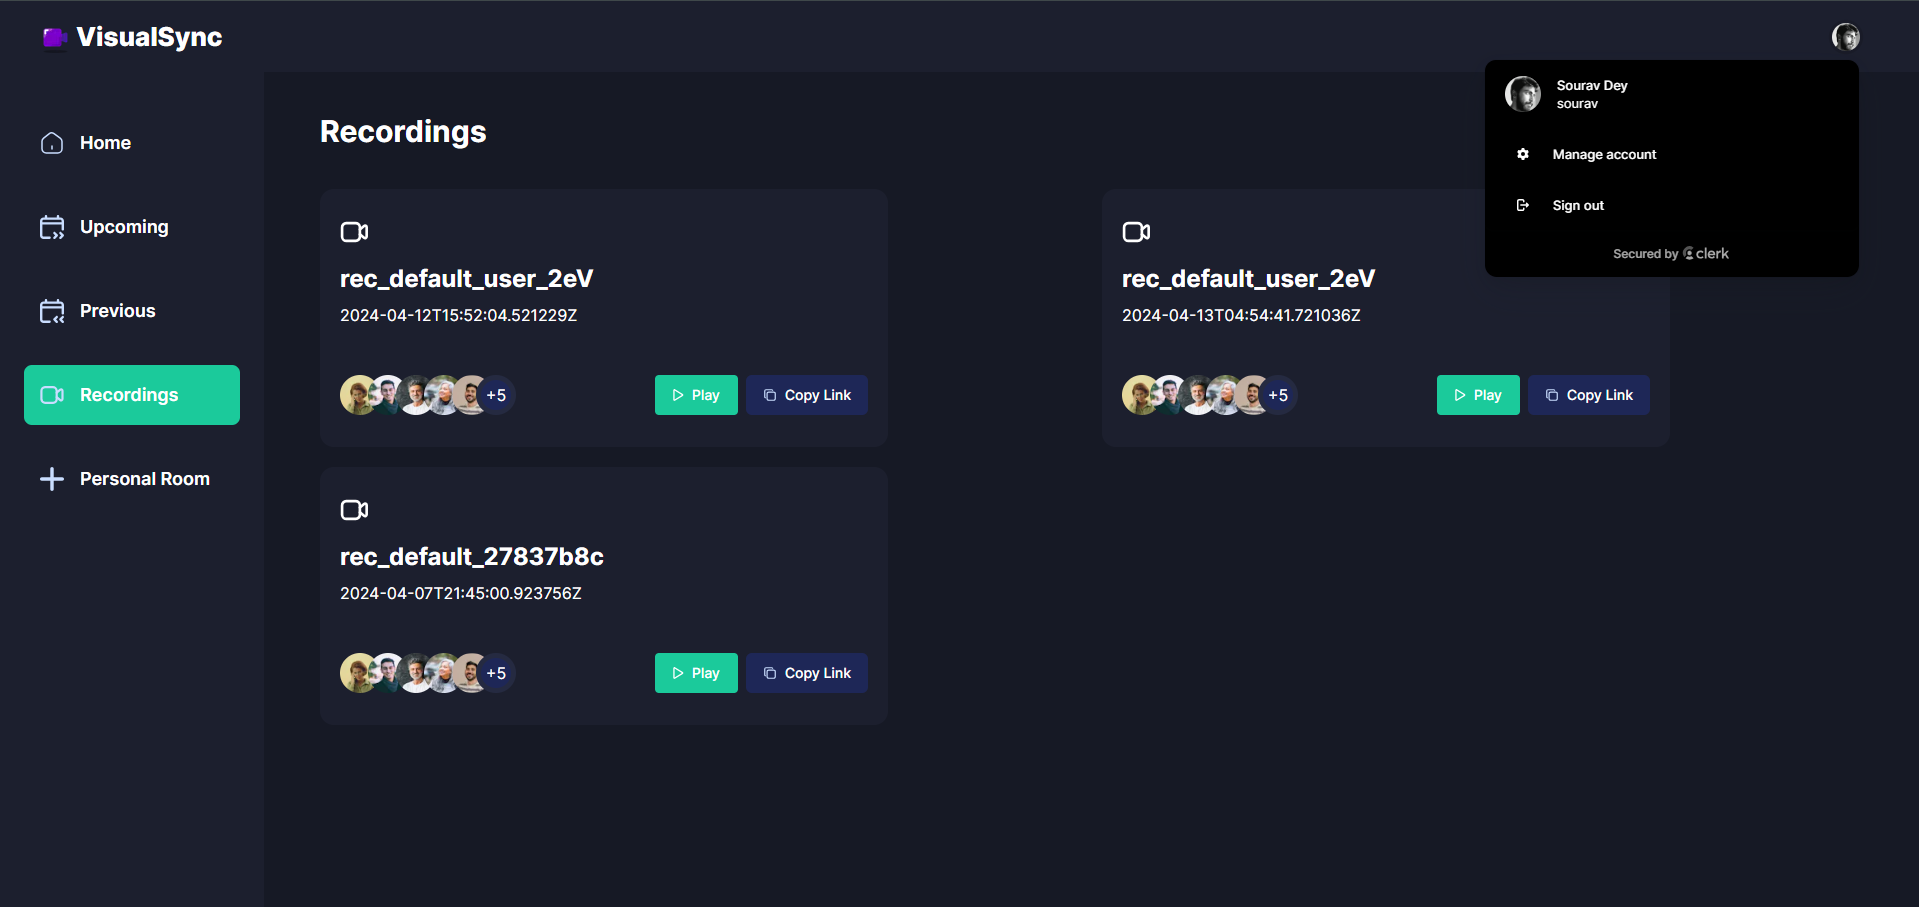 VisualSync
Sourav Dey
sourav
Manage account
Sign out
Secured by clerk
Home
Upcoming
Previous
Recordings
Personal Room
Recordings
rec_default_user_2eV
2024-04-12T15:52:04.521229Z
+5 Play Copy Link
rec_default_user_2eV
2024-04-13T04:54:41.721036Z
+5 Play Copy Link
rec_default_27837b8c
2024-04-07T21:45:00.923756Z
+5 Play Copy Link